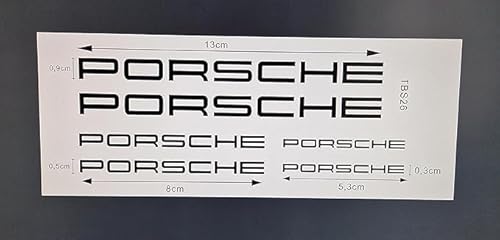 13cm
0,9cm
PORSCHE
PORSCHE
TBS26
PORSCHE PORSCHE
0,5cm PORSCHE PORSCHE 0,3cm
8cm 5,3cm